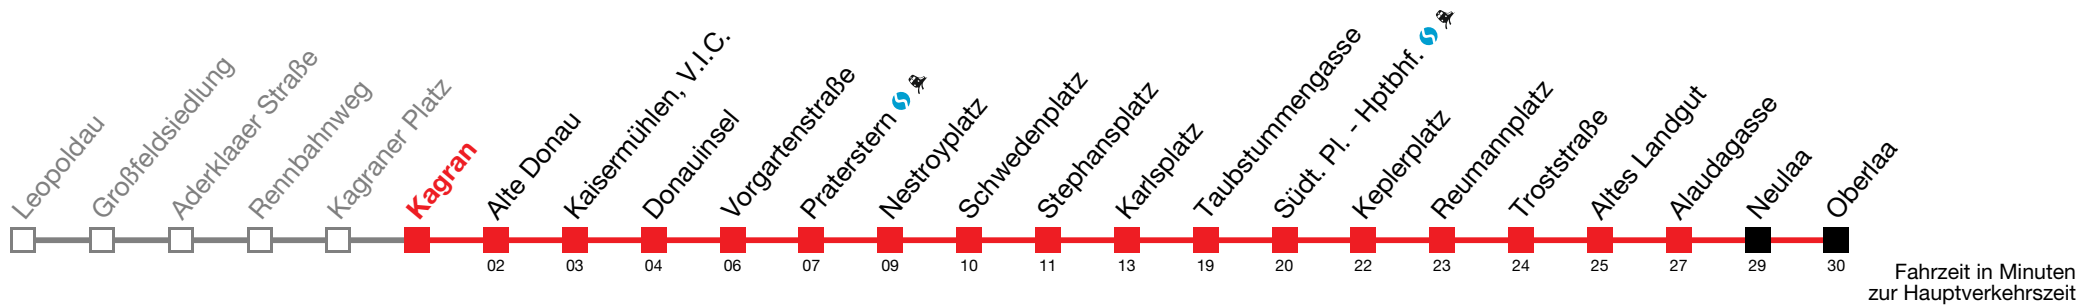 Leopoldau
Großfeldsiedlung
Aderklaaer Straße
Rennbahnweg
Kagraner Platz
Kagran
Alte Donau
Kaisermühlen, V.I.C.
Donauinsel
Vorgartenstraße
Praterstern
Nestroyplatz
Schwedenplatz
Stephansplatz
Karlsplatz
Taubstummengasse
Südt. Pl. - Hptbhf.
Keplerplatz
Reumannplatz
Troststraße
Altes Landgut
Alaudagasse
Neulaa
Oberlaa
02 03 04 06 07 09 10 11 13 19 20 22 23 24 25 27 29 30
Fahrzeit in Minuten
zur Hauptverkehrszeit